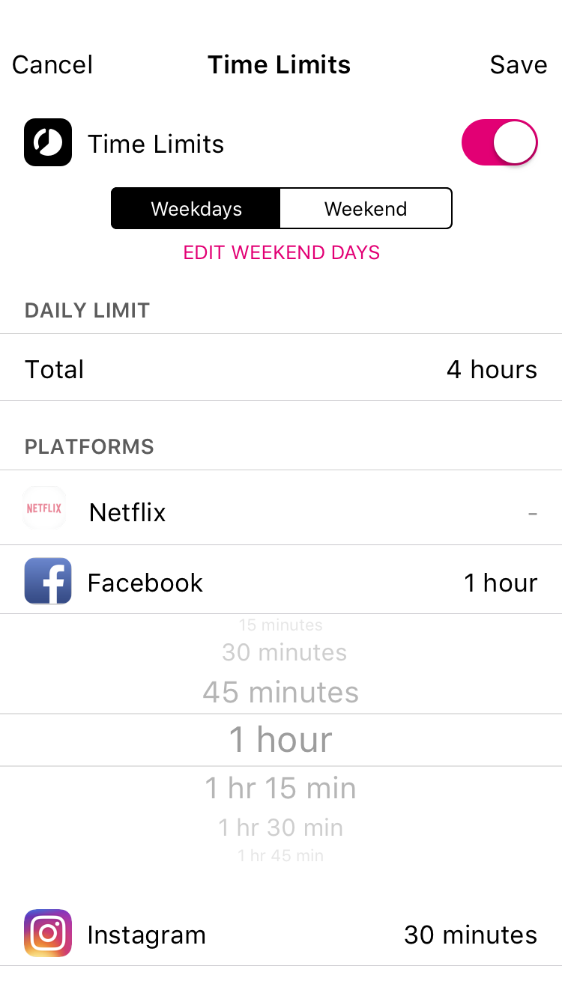 Cancel Time Limits Save
Time Limits
Weekdays Weekend
EDIT WEEKEND DAYS
DAILY LIMIT
Total 4 hours
PLATFORMS
NETFLIX Netflix -
f Facebook 1 hour
15 minutes
30 minutes
45 minutes
1 hour
1 hr 15 min
1 hr 30 min
1 hr 45 min
Instagram 30 minutes